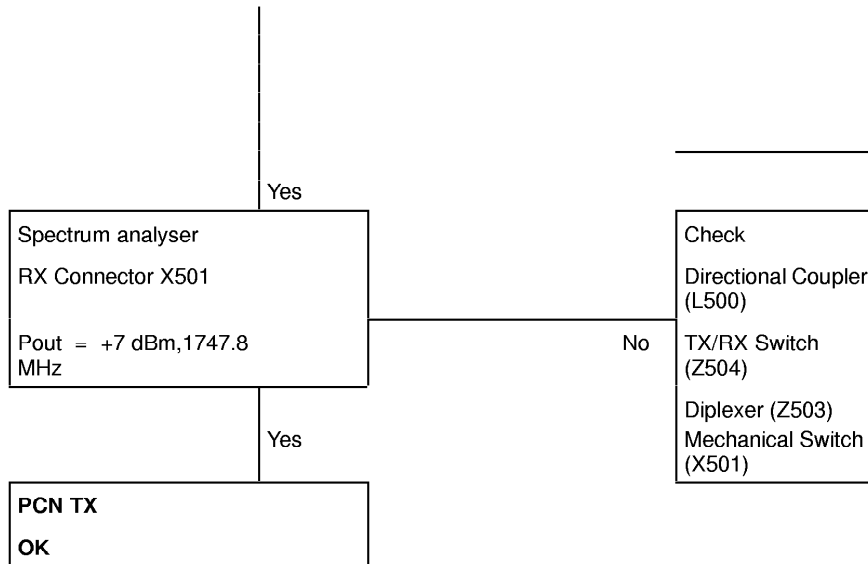 Yes
Spectrum analyser
RX Connector X501
Pout = +7 dBm,1747.8
MHz
No
Check
Directional Coupler
(L500)
TX/RX Switch
(Z504)
Diplexer (Z503)
Mechanical Switch
(X501)
Yes
PCN TX
OK